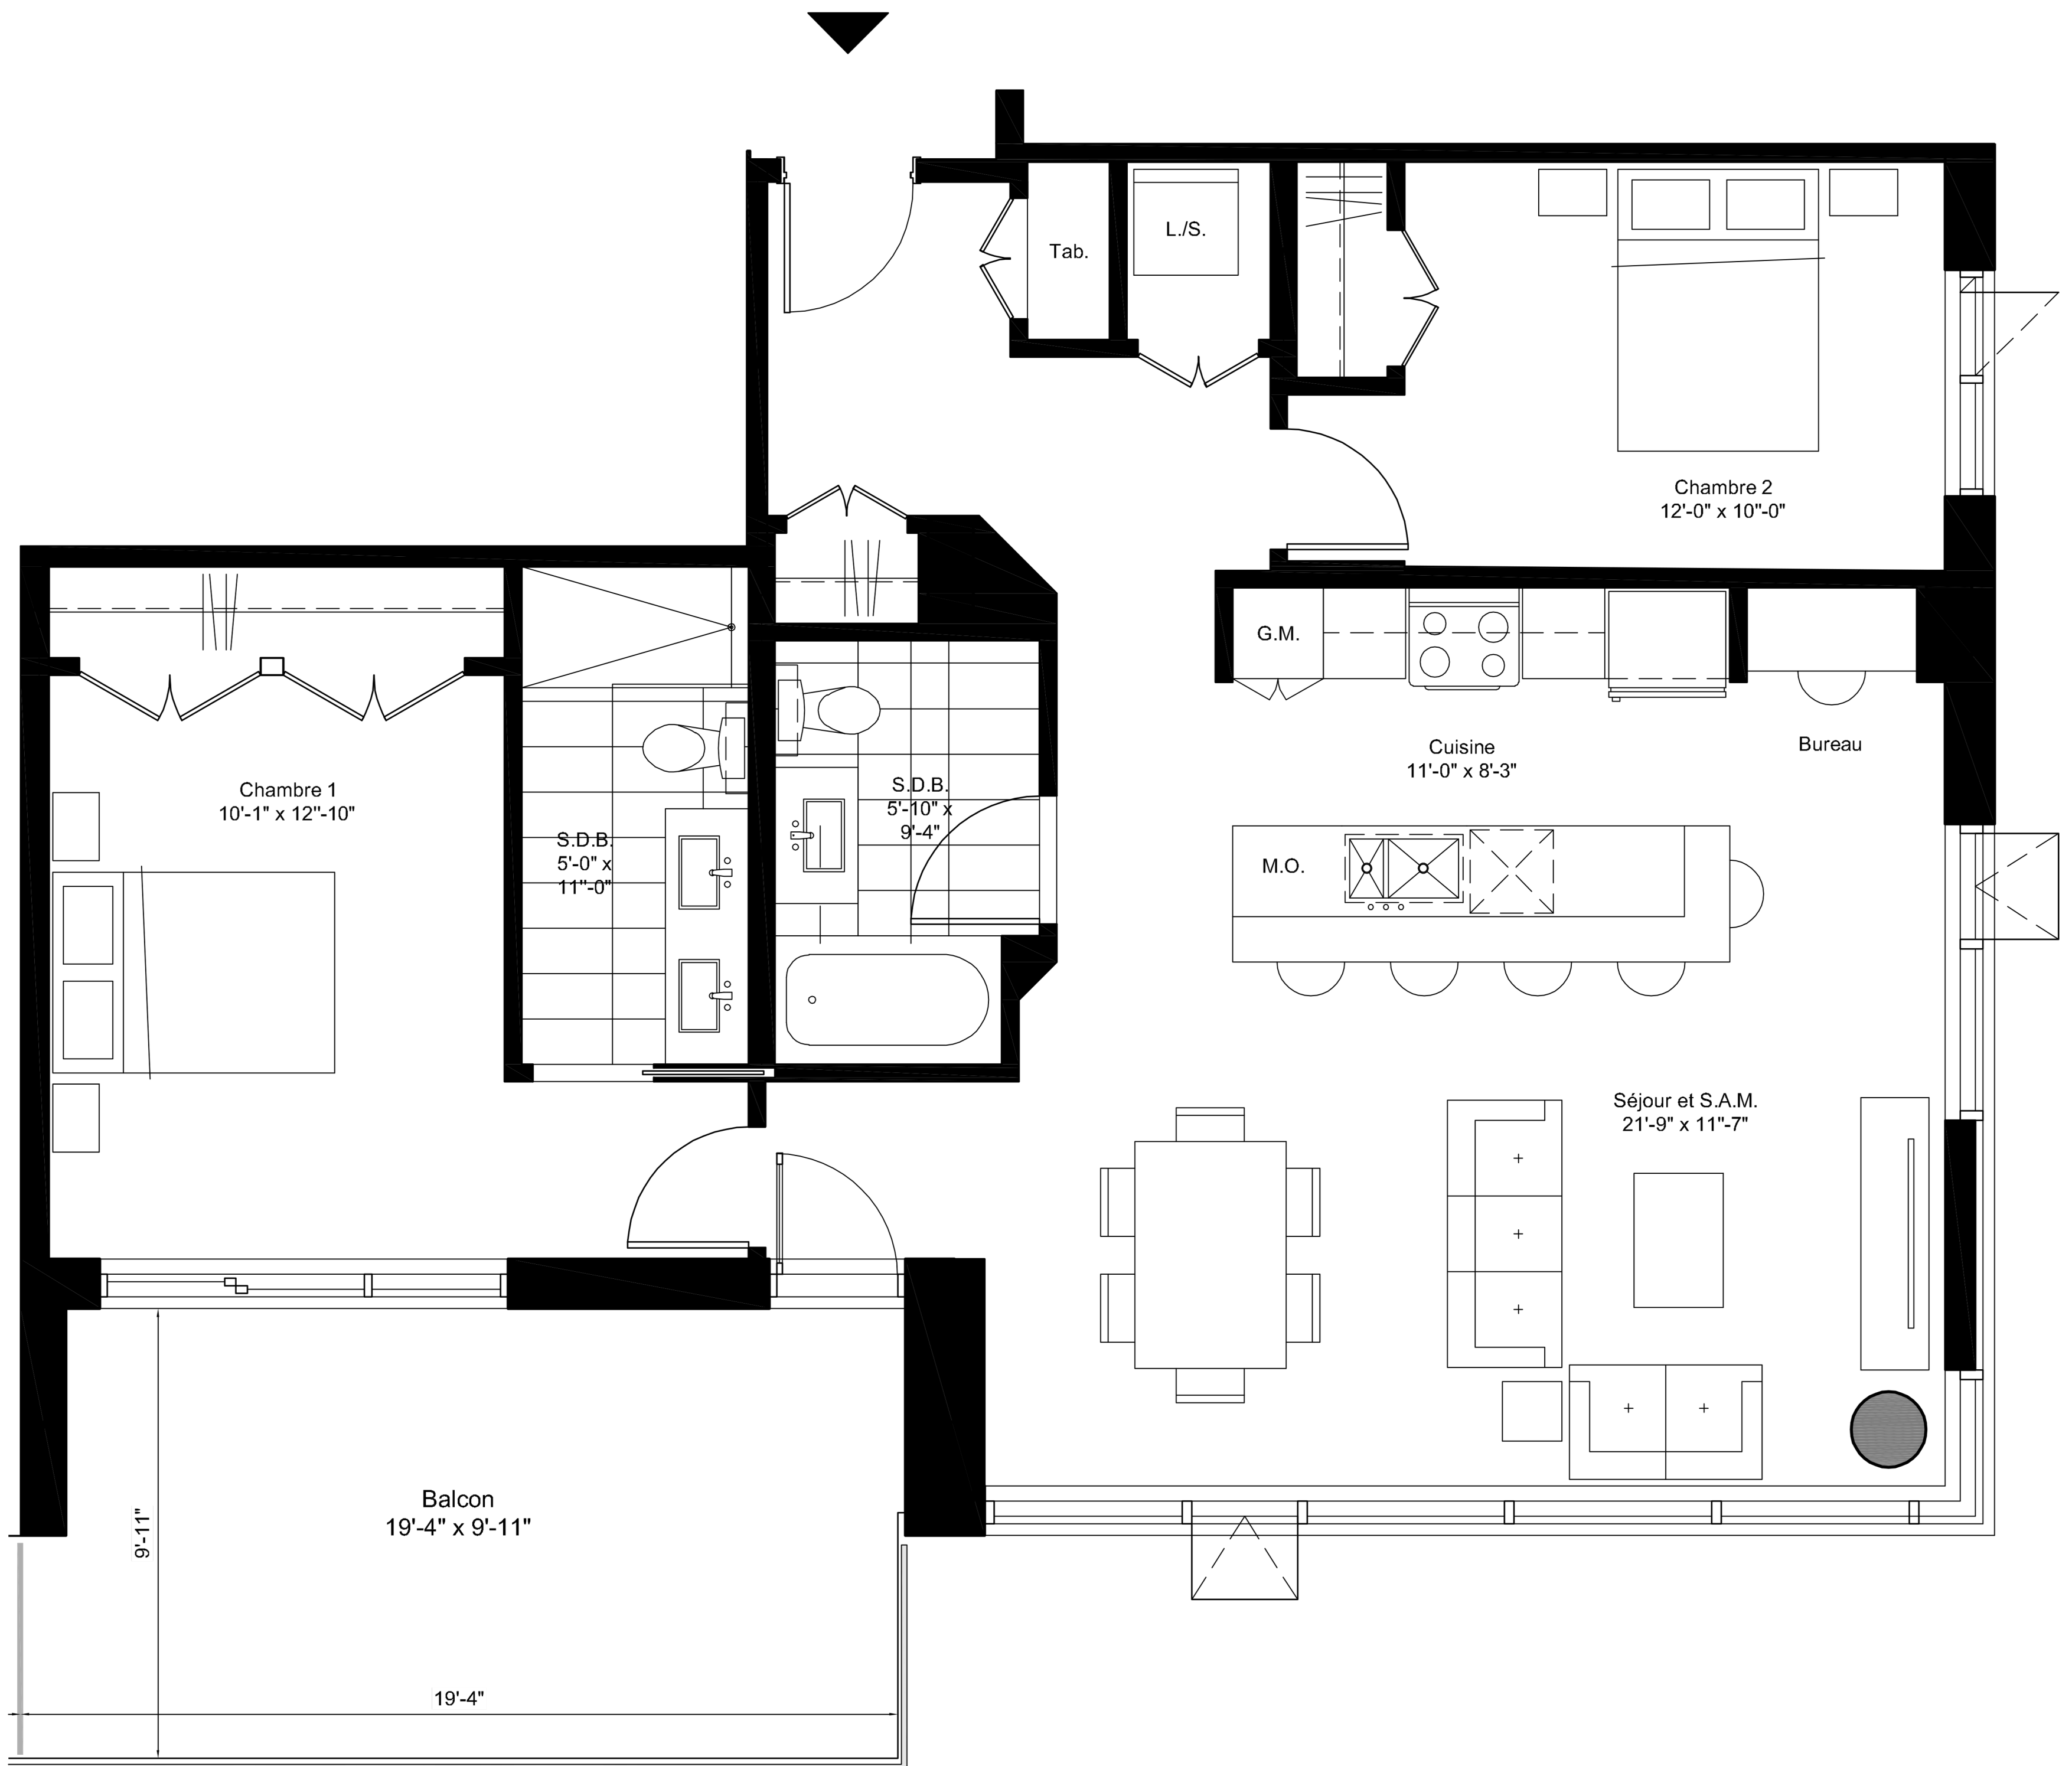 L./S.
Tab.
Chambre 2
12'-0" x 10"-0"
G.M.
Cuisine
11'-0" x 8'-3"
Bureau
Chambre 1
10'-1" x 12"-10"
S.D.B.
5'-10" x
9'-4"
S.D.B.
5'-0" x
11"-0"
M.O.
Séjour et S.A.M.
21'-9" x 11"-7"
Balcon
19'-4" x 9'-11"
9'-11"
19'-4"